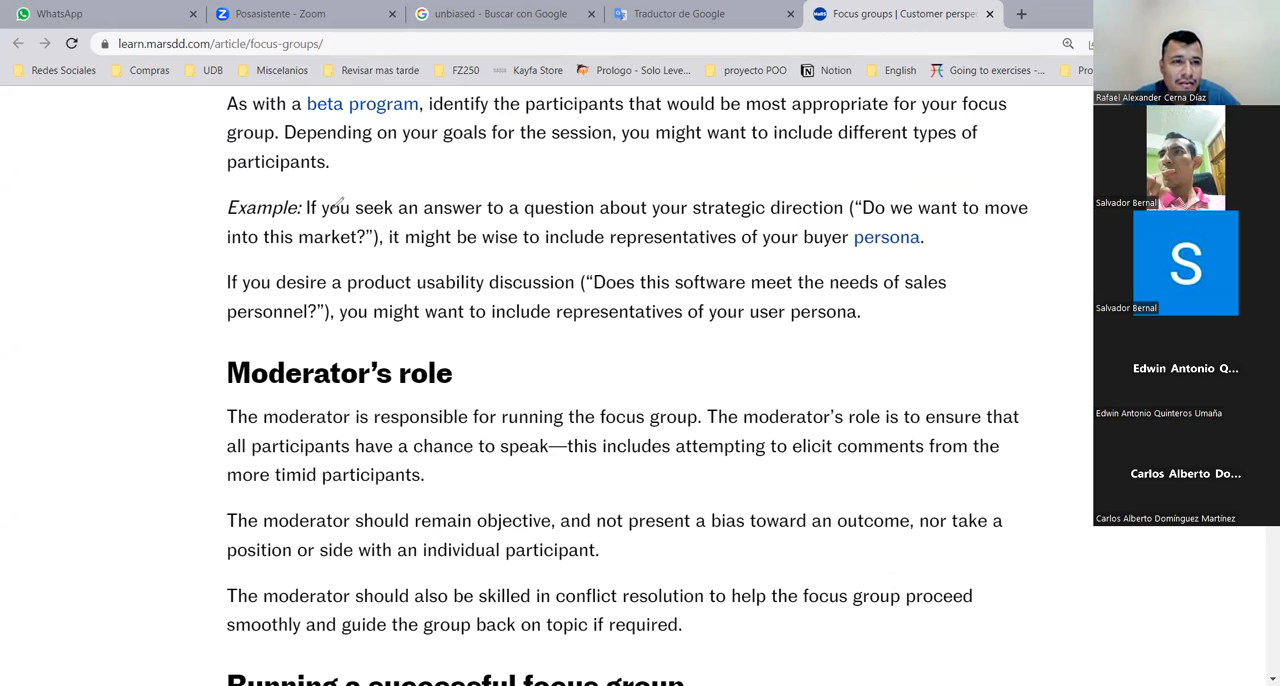 WhatsApp
Posasistente - Zoom
unbiased - Buscar con Google
Traductor de Google
Focus groups | Customer perspe
learn.marsdd.com/article/focus-groups/
Redes Sociales
Compras
UDB
Miscelanios
Revisar mas tarde
FZ250
Kayfa Store
Prologo - Solo Leve...
proyecto POO
Notion
English
Going to exercises -...
Pro
As with a beta program, identify the participants that would be most appropriate for your focus
group. Depending on your goals for the session, you might want to include different types of
participants.
Example: If you seek an answer to a question about your strategic direction (“Do we want to move
into this market?”), it might be wise to include representatives of your buyer persona.
If you desire a product usability discussion (“Does this software meet the needs of sales
personnel?”), you might want to include representatives of your user persona.
Moderator’s role
The moderator is responsible for running the focus group. The moderator’s role is to ensure that
all participants have a chance to speak—this includes attempting to elicit comments from the
more timid participants.
The moderator should remain objective, and not present a bias toward an outcome, nor take a
position or side with an individual participant.
The moderator should also be skilled in conflict resolution to help the focus group proceed
smoothly and guide the group back on topic if required.
Running a successful focus group
Rafael Alexander Cerna Díaz
Salvador Bernal
S
Salvador Bernal
Edwin Antonio Q...
Edwin Antonio Quinteros Umaña
Carlos Alberto Do...
Carlos Alberto Domínguez Martínez